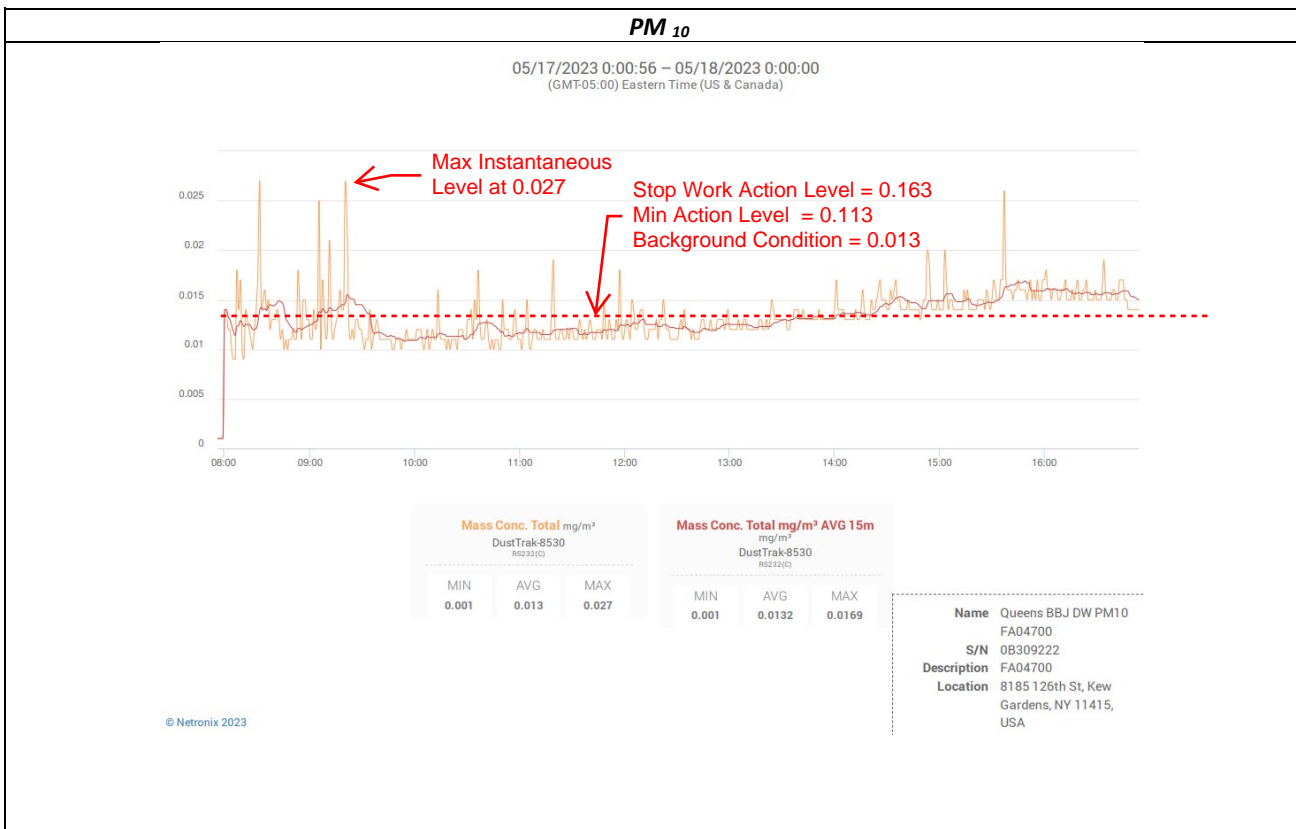 PM 10
05/17/2023 0:00:56 – 05/18/2023 0:00:00
(GMT-05:00) Eastern Time (US & Canada)
Max Instantaneous
Level at 0.027
Stop Work Action Level = 0.163
Min Action Level  = 0.113
Background Condition = 0.013
0.025
0.02
0.015
0.01
0.005
0
08:00 09:00 10:00 11:00 12:00 13:00 14:00 15:00 16:00
Mass Conc. Total mg/m³
DustTrak-8530
RS232(C)
MIN AVG MAX
0.001 0.013 0.027
Mass Conc. Total mg/m³ AVG 15m
mg/m³
DustTrak-8530
RS232(C)
MIN AVG MAX
0.001 0.0132 0.0169
Name Queens BBJ DW PM10
FA04700
S/N 0B309222
Description FA04700
Location 8185 126th St, Kew
Gardens, NY 11415,
USA
© Netronix 2023